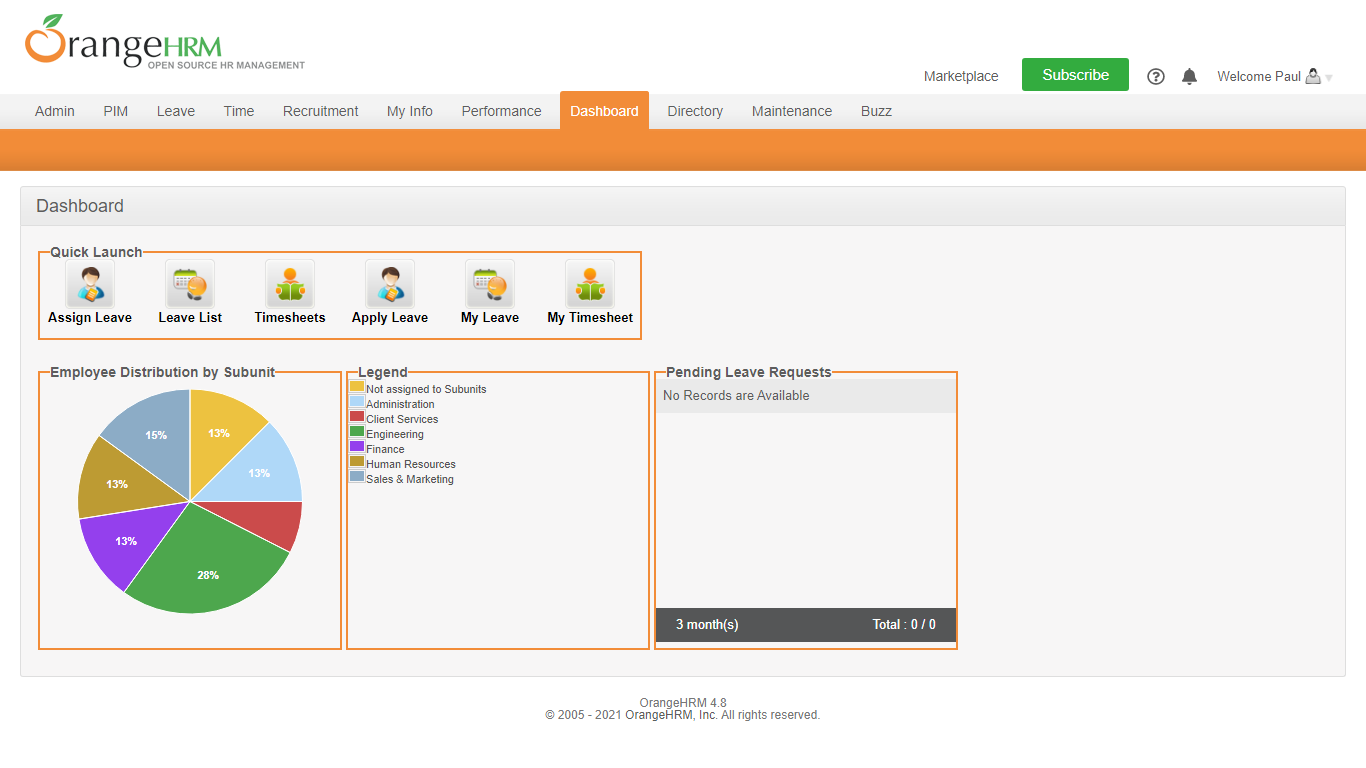 OrangeHRM
OPEN SOURCE HR MANAGEMENT
Marketplace Subscribe ? Welcome Paul
Admin PIM Leave Time Recruitment My Info Performance Dashboard Directory Maintenance Buzz
Dashboard
Quick Launch
Assign Leave Leave List Timesheets Apply Leave My Leave My Timesheet
Employee Distribution by Subunit
13%
13%
28%
13%
13%
15%
Legend
Not assigned to Subunits
Administration
Client Services
Engineering
Finance
Human Resources
Sales & Marketing
Pending Leave Requests
No Records are Available
3 month(s) Total : 0 / 0
OrangeHRM 4.8
© 2005 - 2021 OrangeHRM, Inc. All rights reserved.